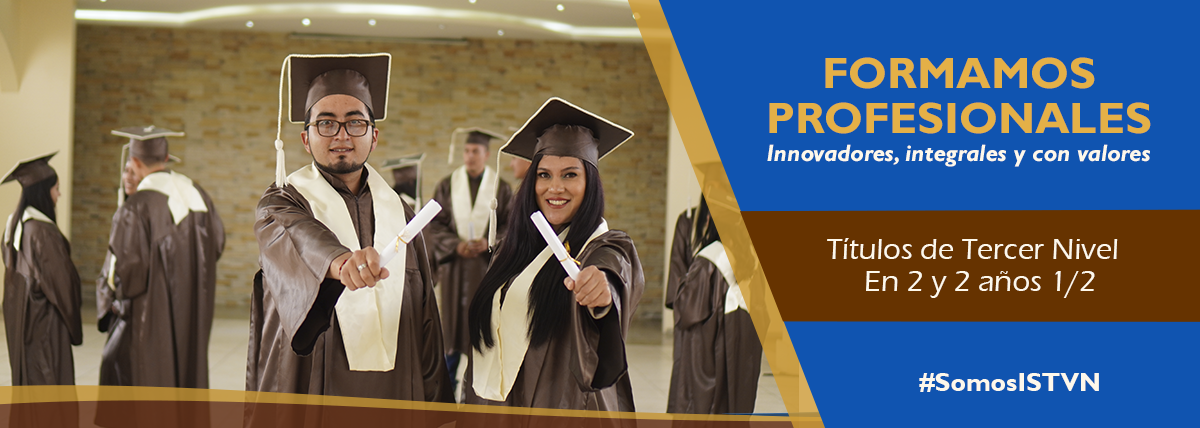 FORMAMOS
PROFESIONALES
Innovadores, integrales y con valores
Títulos de Tercer Nivel
En 2 y 2 años 1/2
#SomosISTVN